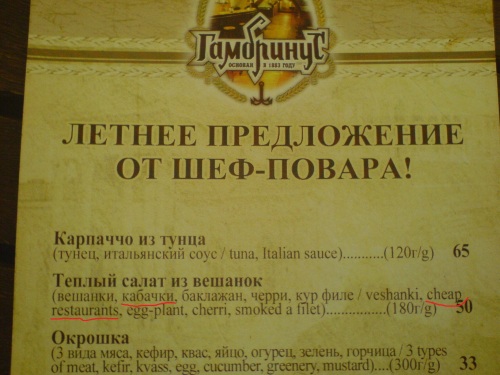 Гамбринус
ОСНОВАН В 1883 ГОДУ
ЛЕТНЕЕ ПРЕДЛОЖЕНИЕ
ОТ ШЕФ-ПОВАРА!
Карпаччо из тунца
(тунец, итальянский соус / tuna, Italian sauce)...........(120г/g) 65
Теплый салат из вешанок
(вешанки, кабачки, баклажан, черри, кур филе / veshanki, cheap
restaurants, egg-plant, cherri, smoked a filet)................(180г/g) 50
Окрошка
(3 вида мяса, кефир, квас, яйцо, огурец, зелень, горчица / 3 types
of meat, kefir, kvass, egg, cucumber, greenery, mustard)....(300г/g) 33